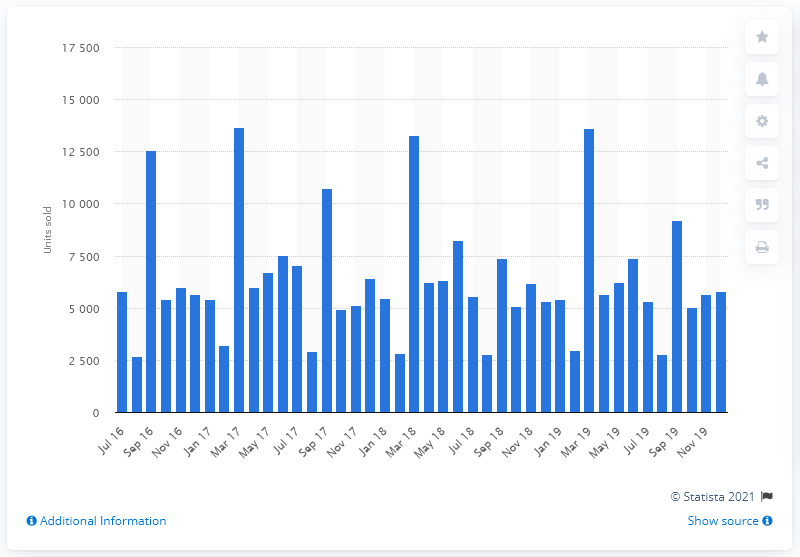 17 500
15 000
12 500
10 000
7 500
5 000
2 500
0
Units sold
Jul 16
Sep 16
Nov 16
Jan 17
Mar 17
May 17
Jul 17
Sep 17
Nov 17
Jan 18
Mar 18
May 18
Jul 18
Sep 18
Nov 18
Jan 19
Mar 19
May 19
Jul 19
Sep 19
Nov 19
© Statista 2021
Additional Information
Show source